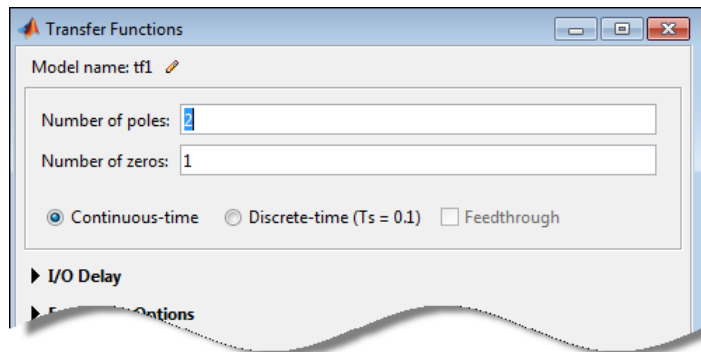 Transfer Functions
Model name: tf1
Number of poles: 2
Number of zeros: 1
Continuous-time Discrete-time (Ts = 0.1) Feedthrough
I/O Delay
Options